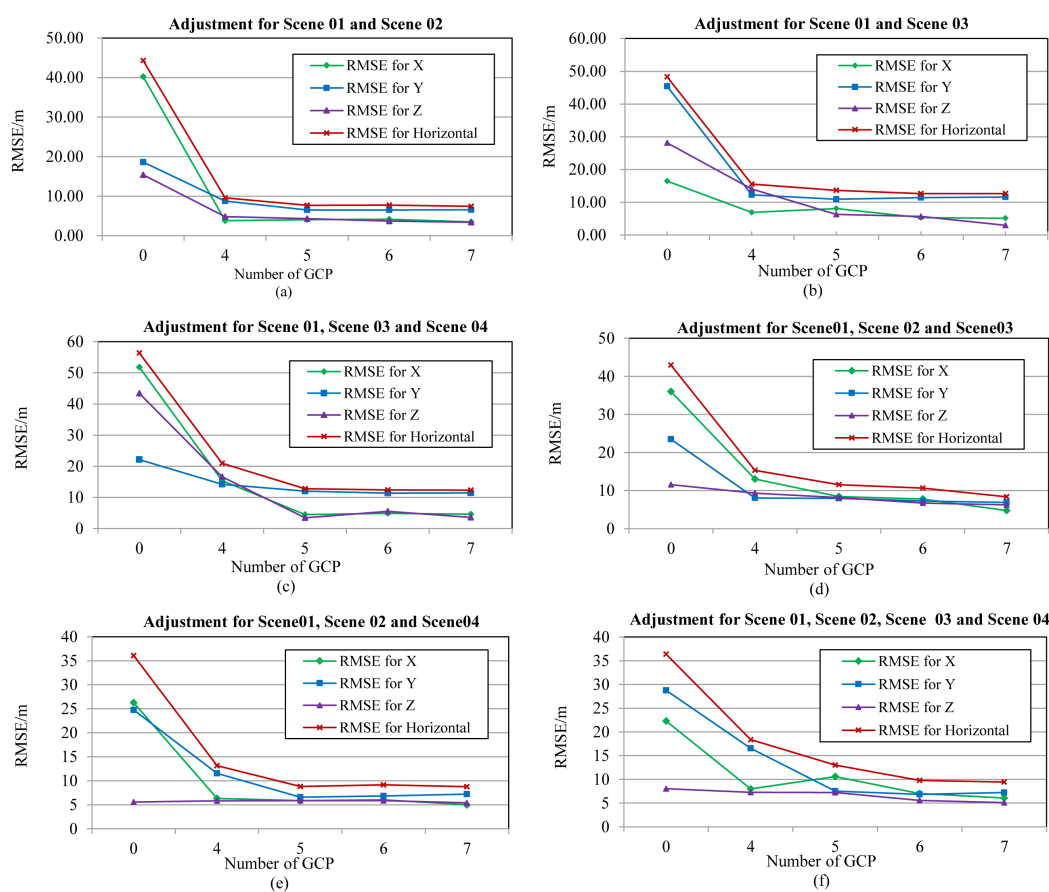 Adjustment for Scene 01 and Scene 02
50.00
40.00
30.00
20.00
10.00
0.00
RMSE/m
RMSE for X
RMSE for Y
RMSE for Z
RMSE for Horizontal
0 4 5 6 7
Number of GCP
(a)
Adjustment for Scene 01 and Scene 03
60.00
50.00
40.00
30.00
20.00
10.00
0.00
RMSE/m
RMSE for X
RMSE for Y
RMSE for Z
RMSE for Horizontal
0 4 5 6 7
Number of GCP
(b)
Adjustment for Scene 01, Scene 03 and Scene 04
60
50
40
30
20
10
0
RMSE/m
RMSE for X
RMSE for Y
RMSE for Z
RMSE for Horizontal
0 4 5 6 7
Number of GCP
(c)
Adjustment for Scene01, Scene 02 and Scene03
50
40
30
20
10
0
RMSE/m
RMSE for X
RMSE for Y
RMSE for Z
RMSE for Horizontal
0 4 5 6 7
Number of GCP
(d)
Adjustment for Scene01, Scene 02 and Scene04
40
35
30
25
20
15
10
5
0
RMSE/m
RMSE for X
RMSE for Y
RMSE for Z
RMSE for Horizontal
0 4 5 6 7
Number of GCP
(e)
Adjustment for Scene 01, Scene 02, Scene 03 and Scene 04
40
35
30
25
20
15
10
5
0
RMSE/m
RMSE for X
RMSE for Y
RMSE for Z
RMSE for Horizontal
0 4 5 6 7
Number of GCP
(f)